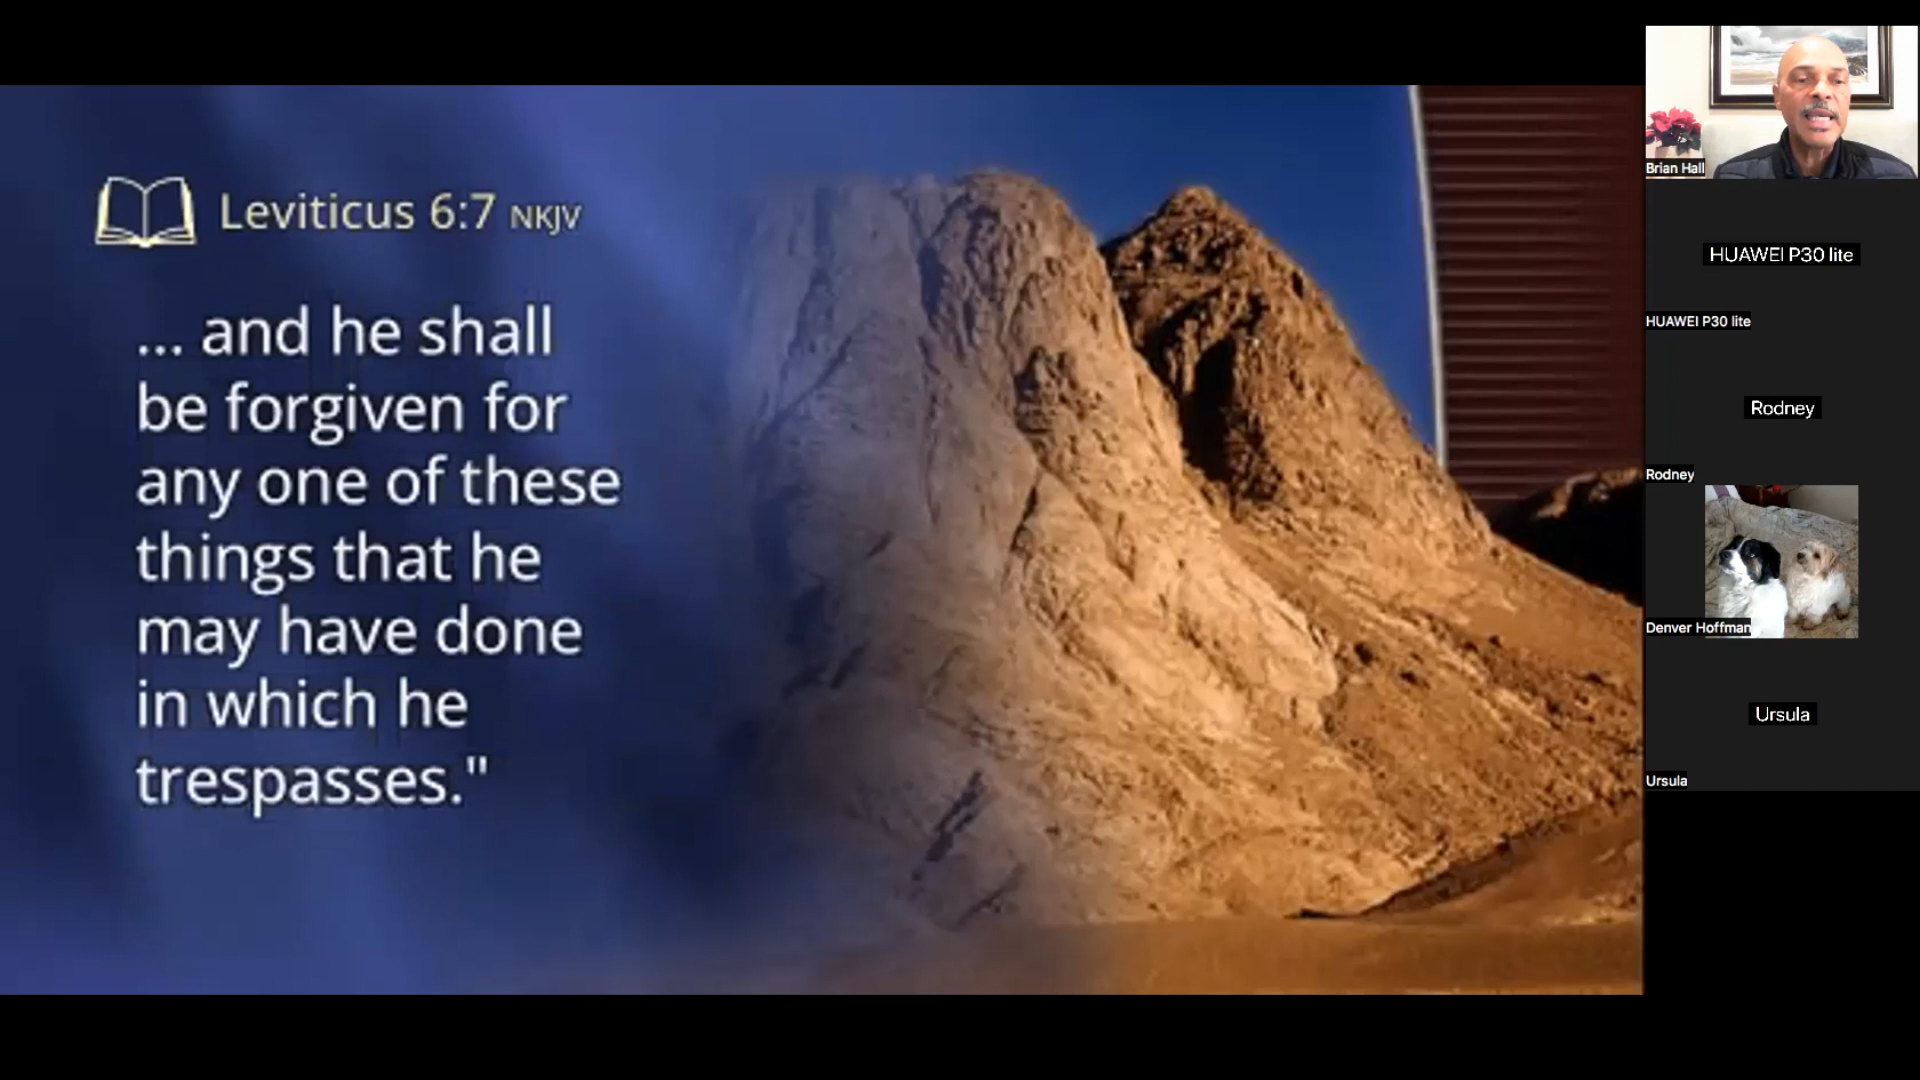 Leviticus 6:7 NKJV
... and he shall
be forgiven for
any one of these
things that he
may have done
in which he
trespasses."
Brian Hall
HUAWEI P30 lite
HUAWEI P30 lite
Rodney
Rodney
Denver Hoffman
Ursula
Ursula